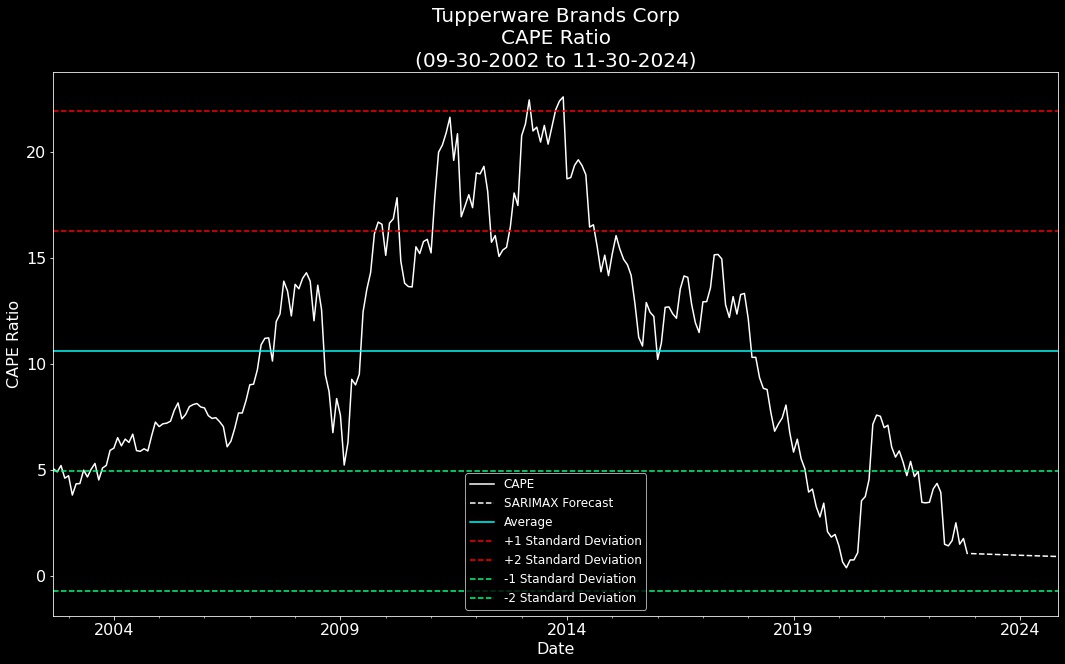 Tupperware Brands Corp
CAPE Ratio
(09-30-2002 to 11-30-2024)
CAPE Ratio
20
15
10
5
0
CAPE
SARIMAX Forecast
Average
+1 Standard Deviation
+2 Standard Deviation
-1 Standard Deviation
-2 Standard Deviation
2004
2009
2014
2019
2024
Date